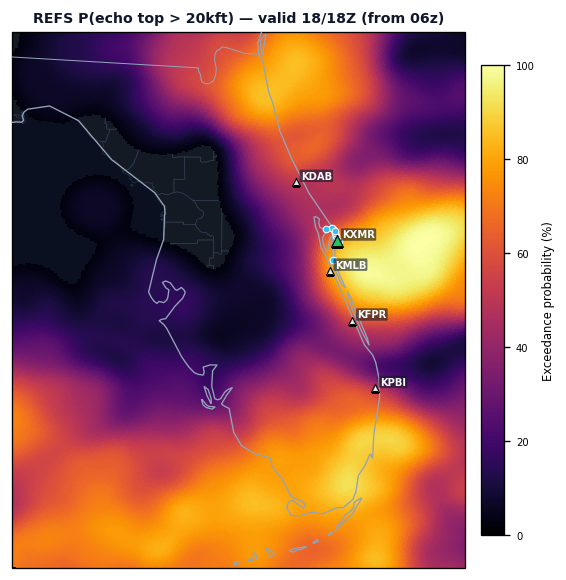 REFS P(echo top > 20kft) — valid 18/18Z (from 06z)
KDAB
KXMR
KMLB
KFPR
KPBI
100
80
60
40
20
0
Exceedance probability (%)